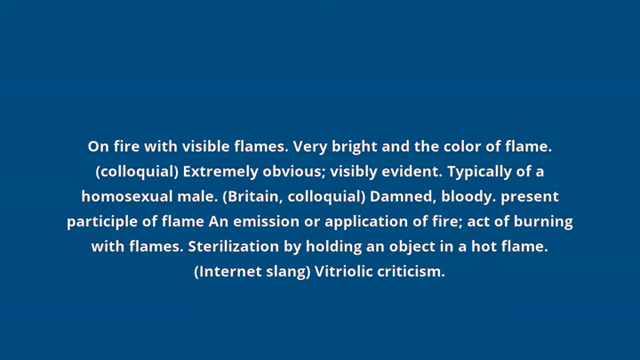 On fire with visible flames. Very bright and the color of flame.
(colloquial) Extremely obvious; visibly evident. Typically of a
homosexual male. (Britain, colloquial) Damned, bloody. present
participle of flame An emission or application of fire; act of burning
with flames. Sterilization by holding an object in a hot flame.
(Internet slang) Vitriolic criticism.